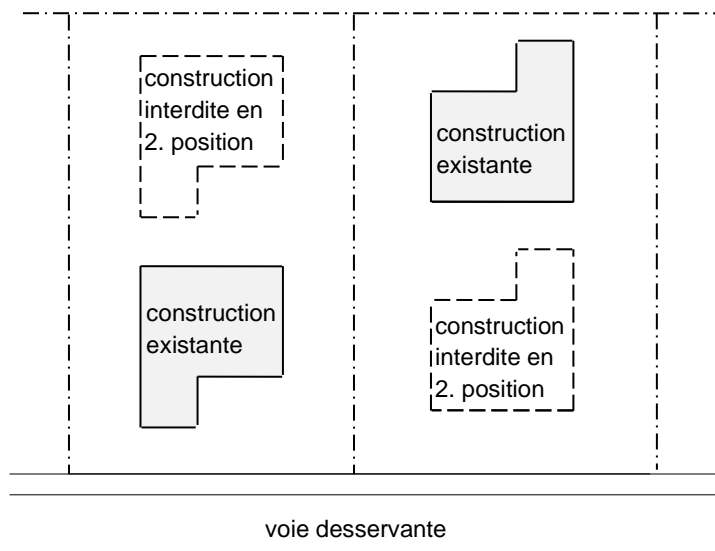 construction
interdite en
2. position
construction
existante
construction
existante
construction
interdite en
2. position
voie desservante